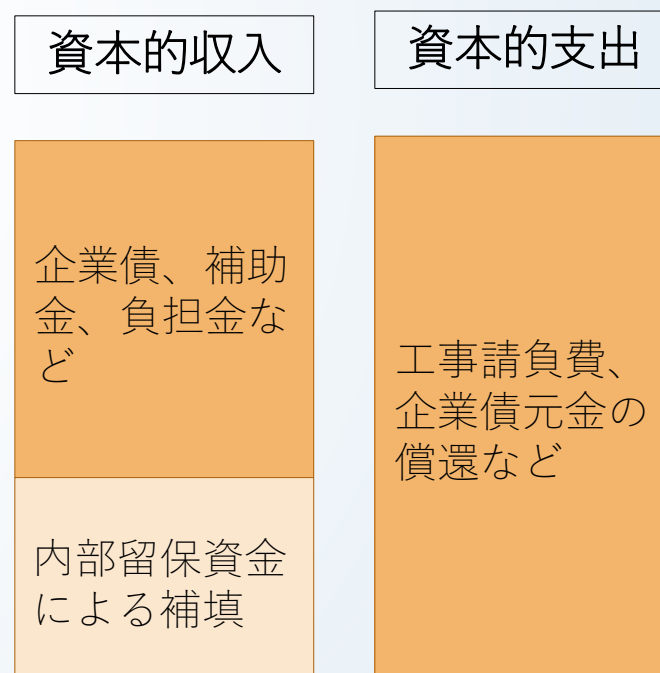 資本的収入
資本的支出
企業債、補助
金、負担金な
ど
内部留保資金
による補填
工事請負費、
企業債元金の
償還など